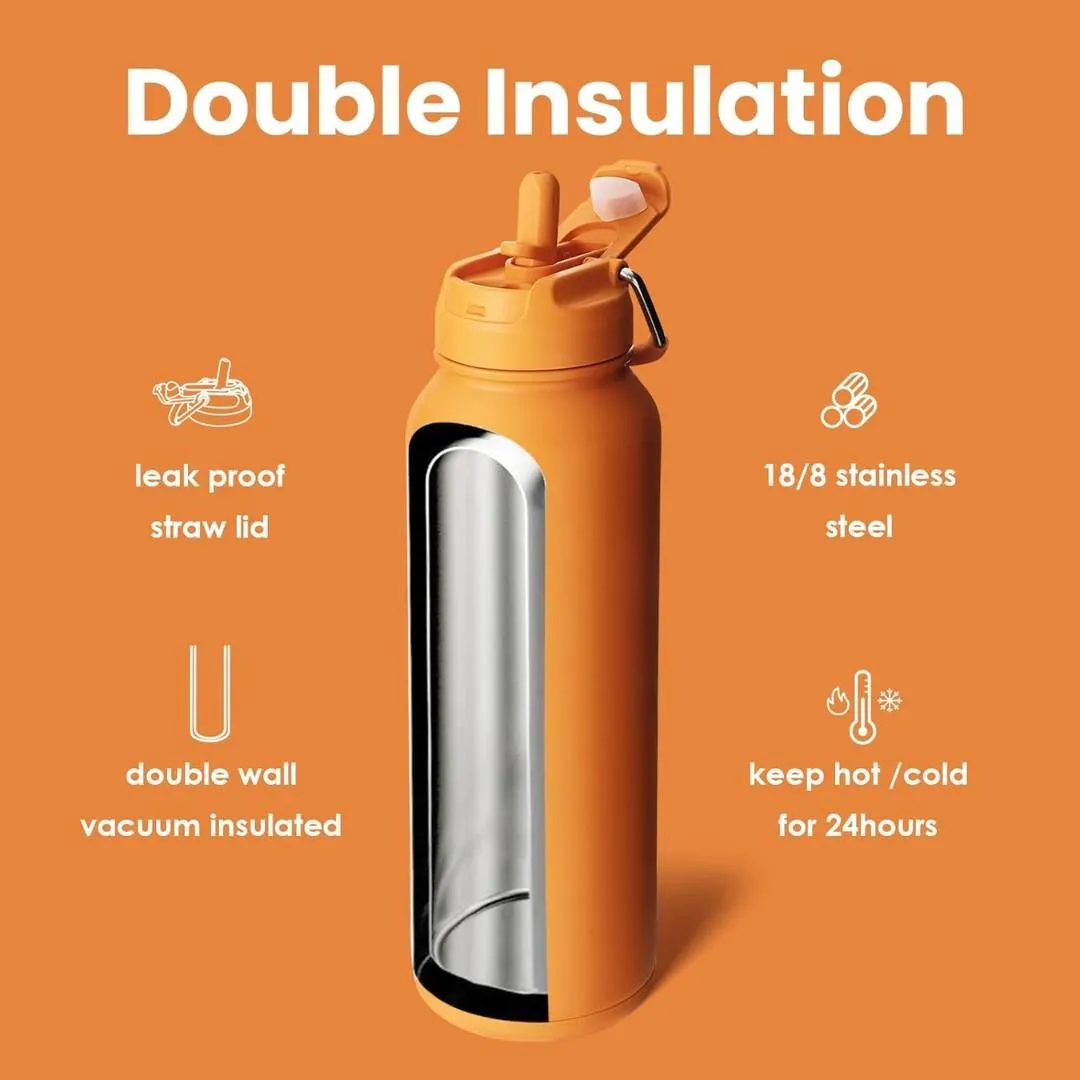 Double Insulation
leak proof
straw lid
18/8 stainless
steel
double wall
vacuum insulated
keep hot /cold
for 24hours